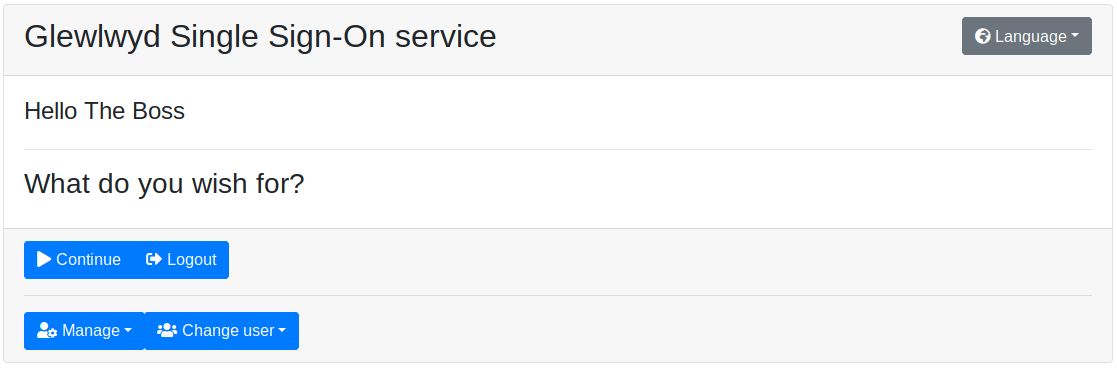 Glewlwyd Single Sign-On service
Language
Hello The Boss
What do you wish for?
Continue Logout
Manage Change user